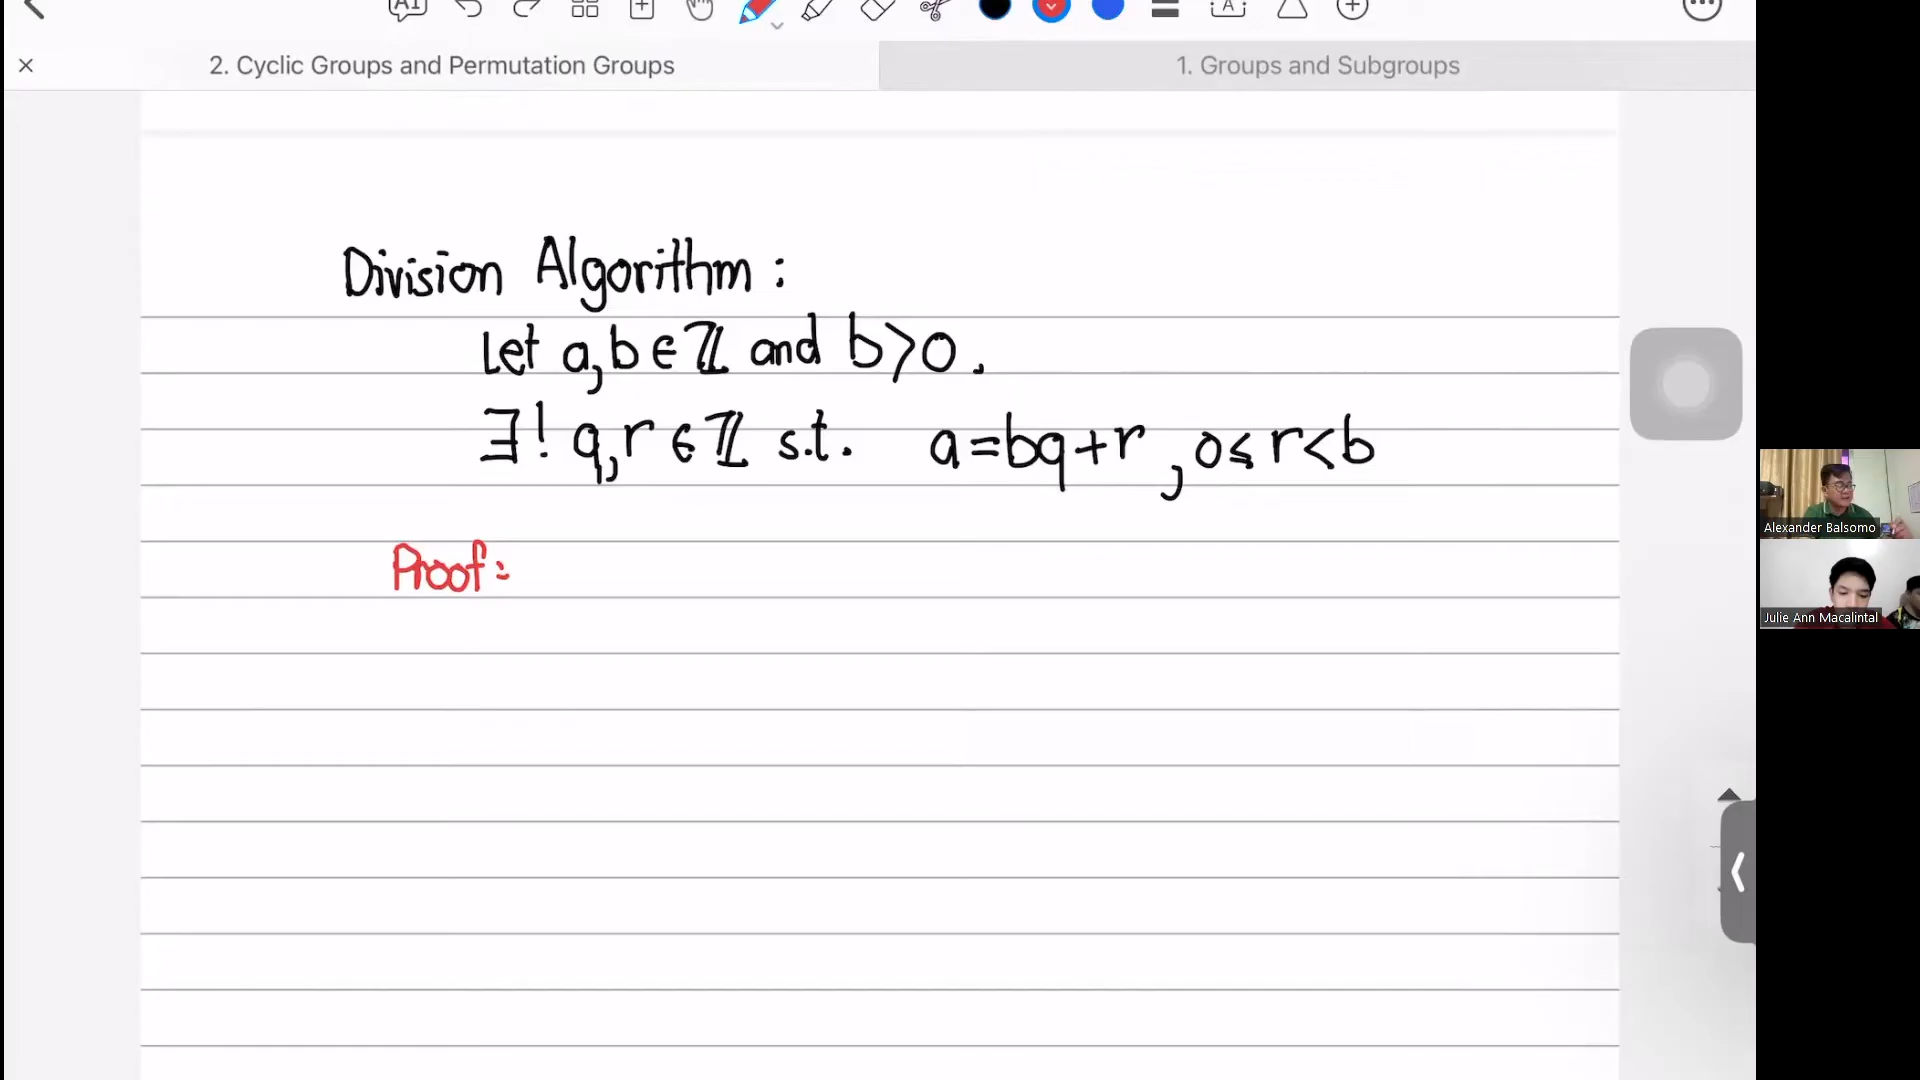 AI
A
2. Cyclic Groups and Permutation Groups
1. Groups and Subgroups
Division Algorithm :
Let a,b ∈ ℤ and b>0.
∃! q,r ∈ ℤ s.t. a=bq+r , 0≤r<b
Proof:
Alexander Balsomo
Julie Ann Macalintal